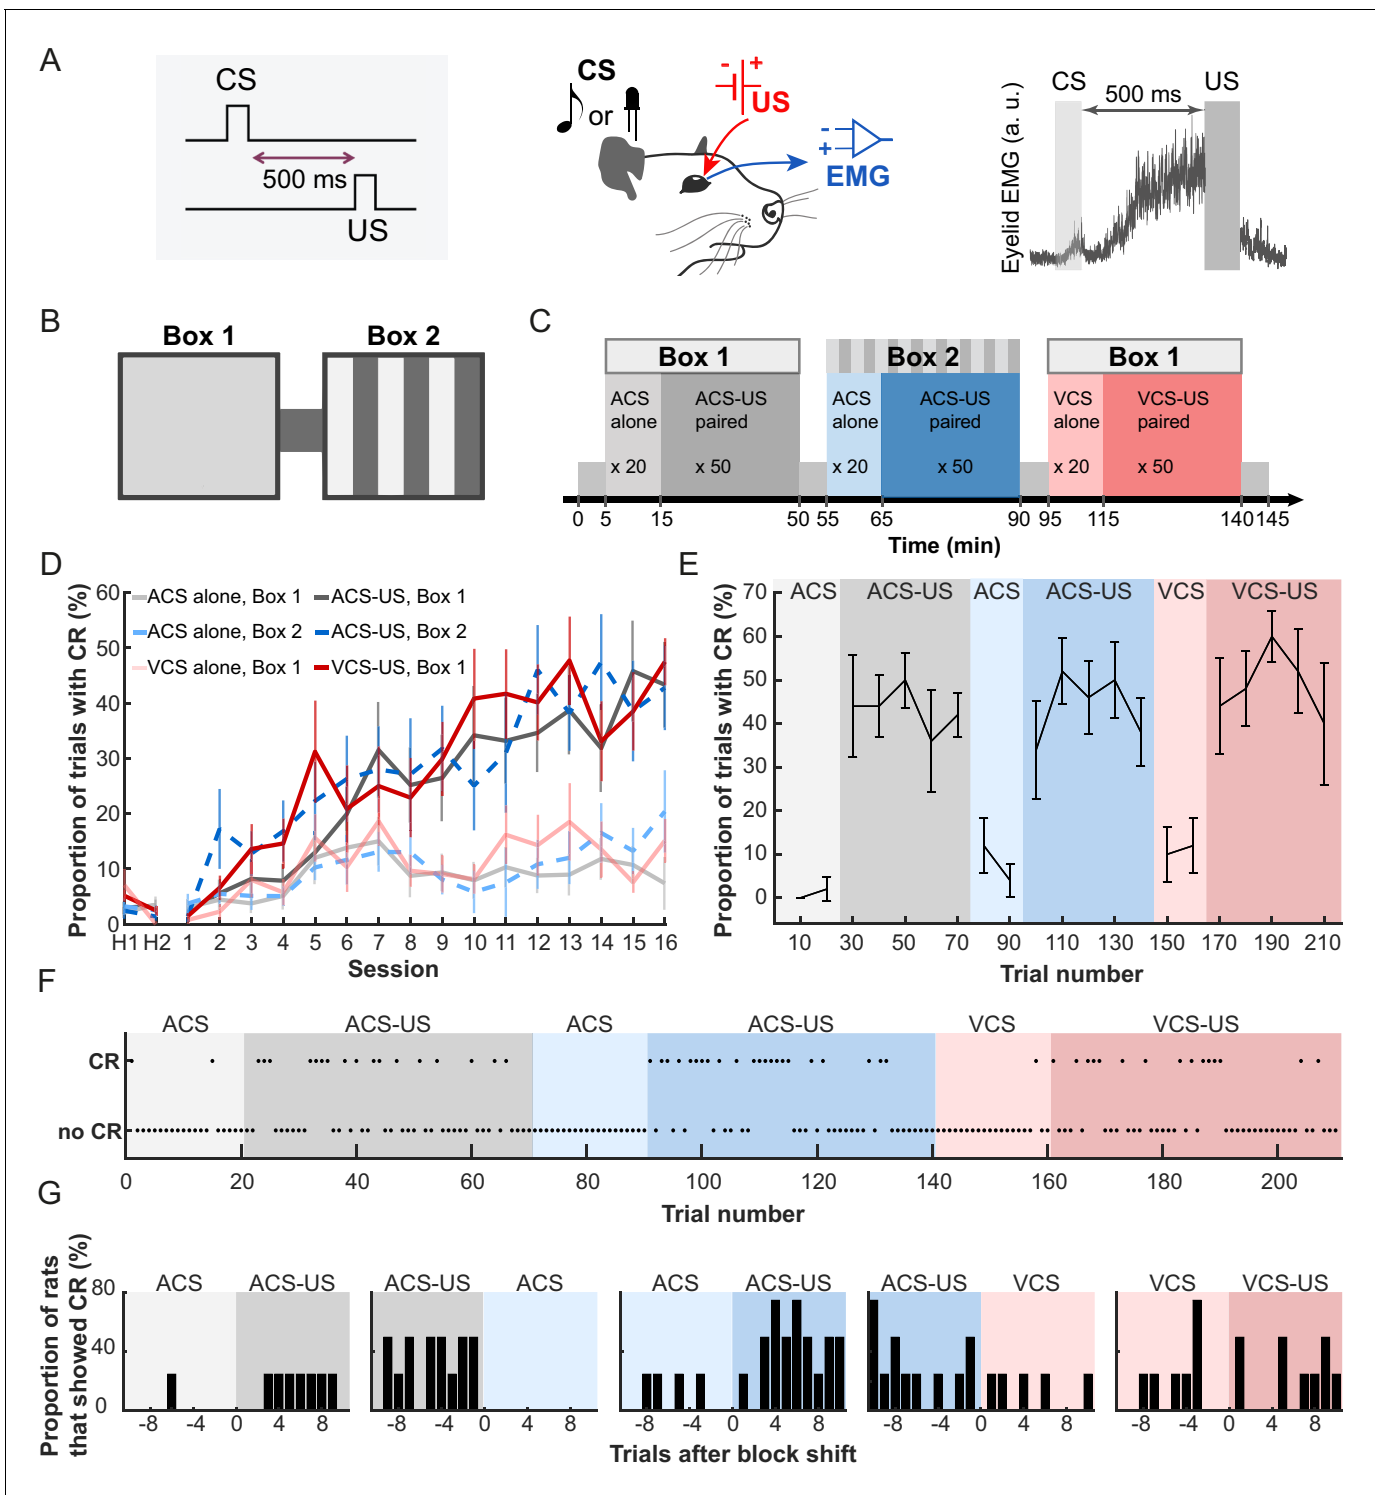 A
CS
500 ms
US
CS
or
- +
US
-
+
EMG
Eyelid EMG (a. u.)
CS
500 ms
US
B
Box 1
Box 2
C
Box 1
Box 2
Box 1
ACS alone x 20
ACS-US paired x 50
ACS alone x 20
ACS-US paired x 50
VCS alone x 20
VCS-US paired x 50
0 5 15 50 55 65 90 95 115 140 145
Time (min)
D
Proportion of trials with CR (%)
60
50
40
30
20
10
0
ACS alone, Box 1
ACS-US, Box 1
ACS alone, Box 2
ACS-US, Box 2
VCS alone, Box 1
VCS-US, Box 1
H1 H2 1 2 3 4 5 6 7 8 9 10 11 12 13 14 15 16
Session
E
Proportion of trials with CR (%)
70
60
50
40
30
20
10
0
ACS ACS-US ACS ACS-US VCS VCS-US
10 30 50 70 90 110 130 150 170 190 210
Trial number
F
ACS ACS-US ACS ACS-US VCS VCS-US
CR
no CR
0 20 40 60 80 100 120 140 160 180 200
Trial number
G
Proportion of rats
that showed CR (%)
80
40
0
ACS ACS-US
ACS-US ACS
ACS ACS-US
ACS-US VCS
VCS VCS-US
-8 -4 0 4 8
-8 -4 0 4 8
-8 -4 0 4 8
-8 -4 0 4 8
-8 -4 0 4 8
Trials after block shift